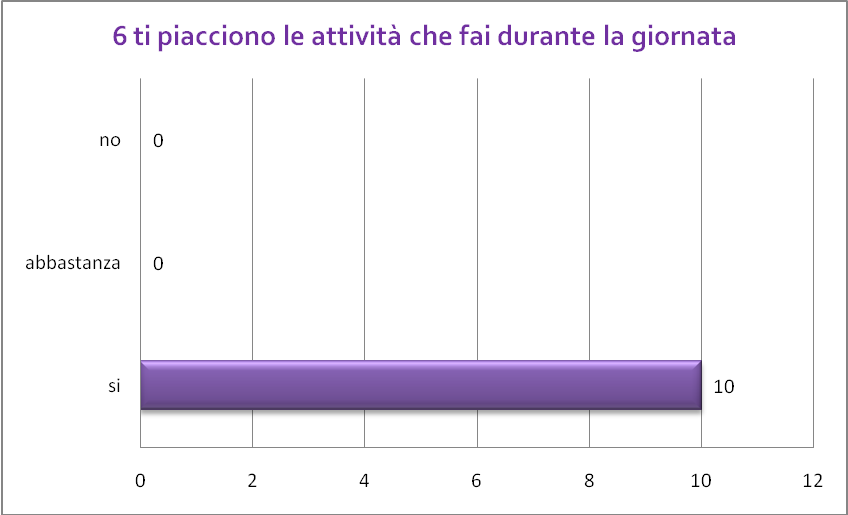 6 ti piacciono le attività che fai durante la giornata
no 0
abbastanza 0
si 10
0 2 4 6 8 10 12